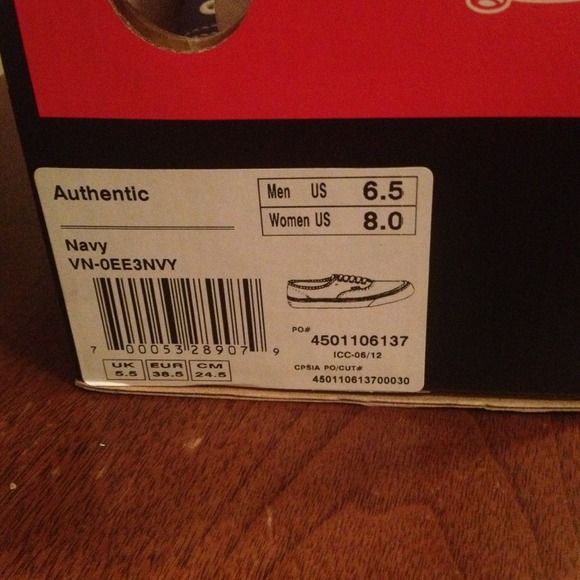 Authentic
Men US 6.5
Women US 8.0
Navy
VN-0EE3NVY
7 00053 28907 9
UK EUR CM
5.5 38.5 24.5
PO# 4501106137
ICC-06/12
CPSIA PO/CUT#
450110613700030